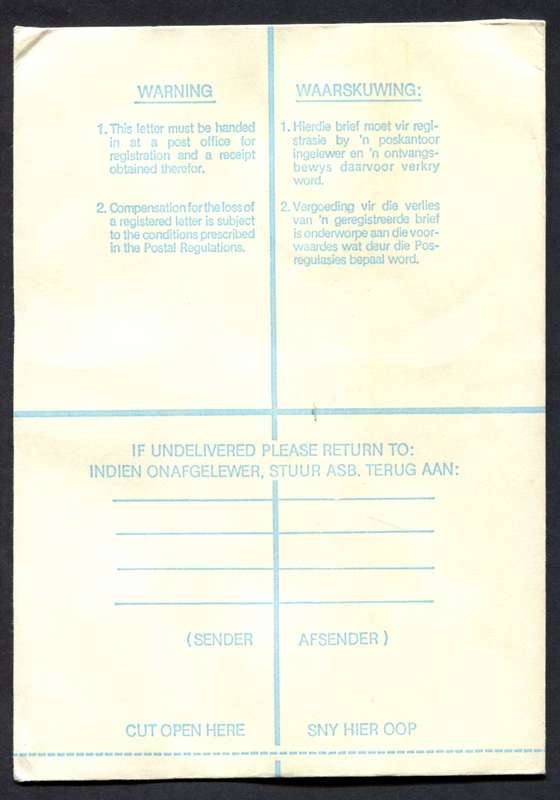 WARNING
1. This letter must be handed
in at a post office for
registration and a receipt
obtained therefor.
2. Compensation for the loss of
a registered letter is subject
to the conditions prescribed
in the Postal Regulations.
WAARSKUWING:
1. Hierdie brief moet vir regi-
strasie by 'n poskantoor
ingelewer en 'n ontvangs-
bewys daarvoor verkry
word.
2. Vergoeding vir die verlies
van 'n geregistreerde brief
is onderworpe aan die voor-
waardes wat deur die Pos-
regulasies bepaal word.
IF UNDELIVERED PLEASE RETURN TO:
INDIEN ONAFGELEWER, STUUR ASB. TERUG AAN:
(SENDER AFSENDER)
CUT OPEN HERE SNY HIER OOP